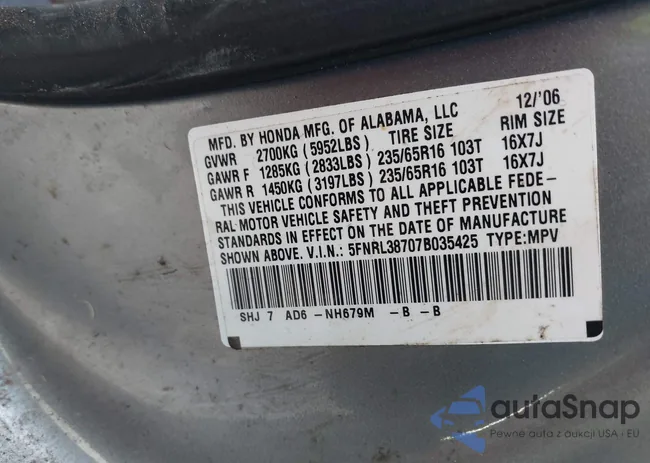 MFD. BY HONDA MFG. OF ALABAMA, LLC 12/'06
GVWR 2700KG (5952LBS) TIRE SIZE RIM SIZE
GAWR F 1285KG (2833LBS) 235/65R16 103T 16X7J
GAWR R 1450KG (3197LBS) 235/65R16 103T 16X7J
THIS VEHICLE CONFORMS TO ALL APPLICABLE FEDE-
RAL MOTOR VEHICLE SAFETY AND THEFT PREVENTION
STANDARDS IN EFFECT ON THE DATE OF MANUFACTURE
SHOWN ABOVE. V.I.N.: 5FNRL38707B035425 TYPE:MPV
SHJ 7 AD6 -NH679M -B -B
autaSnap
Pewne auta z aukcji USA i EU